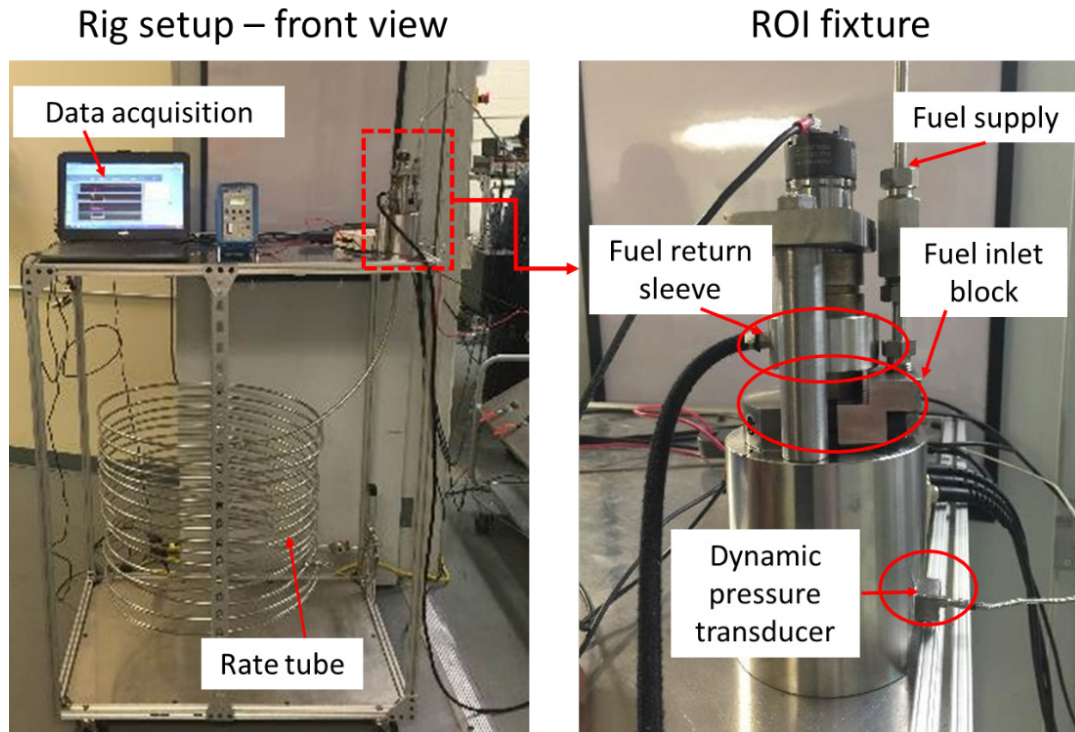 Rig setup – front view
ROI fixture
Data acquisition
Rate tube
Fuel supply
Fuel return
sleeve
Fuel inlet
block
Dynamic
pressure
transducer